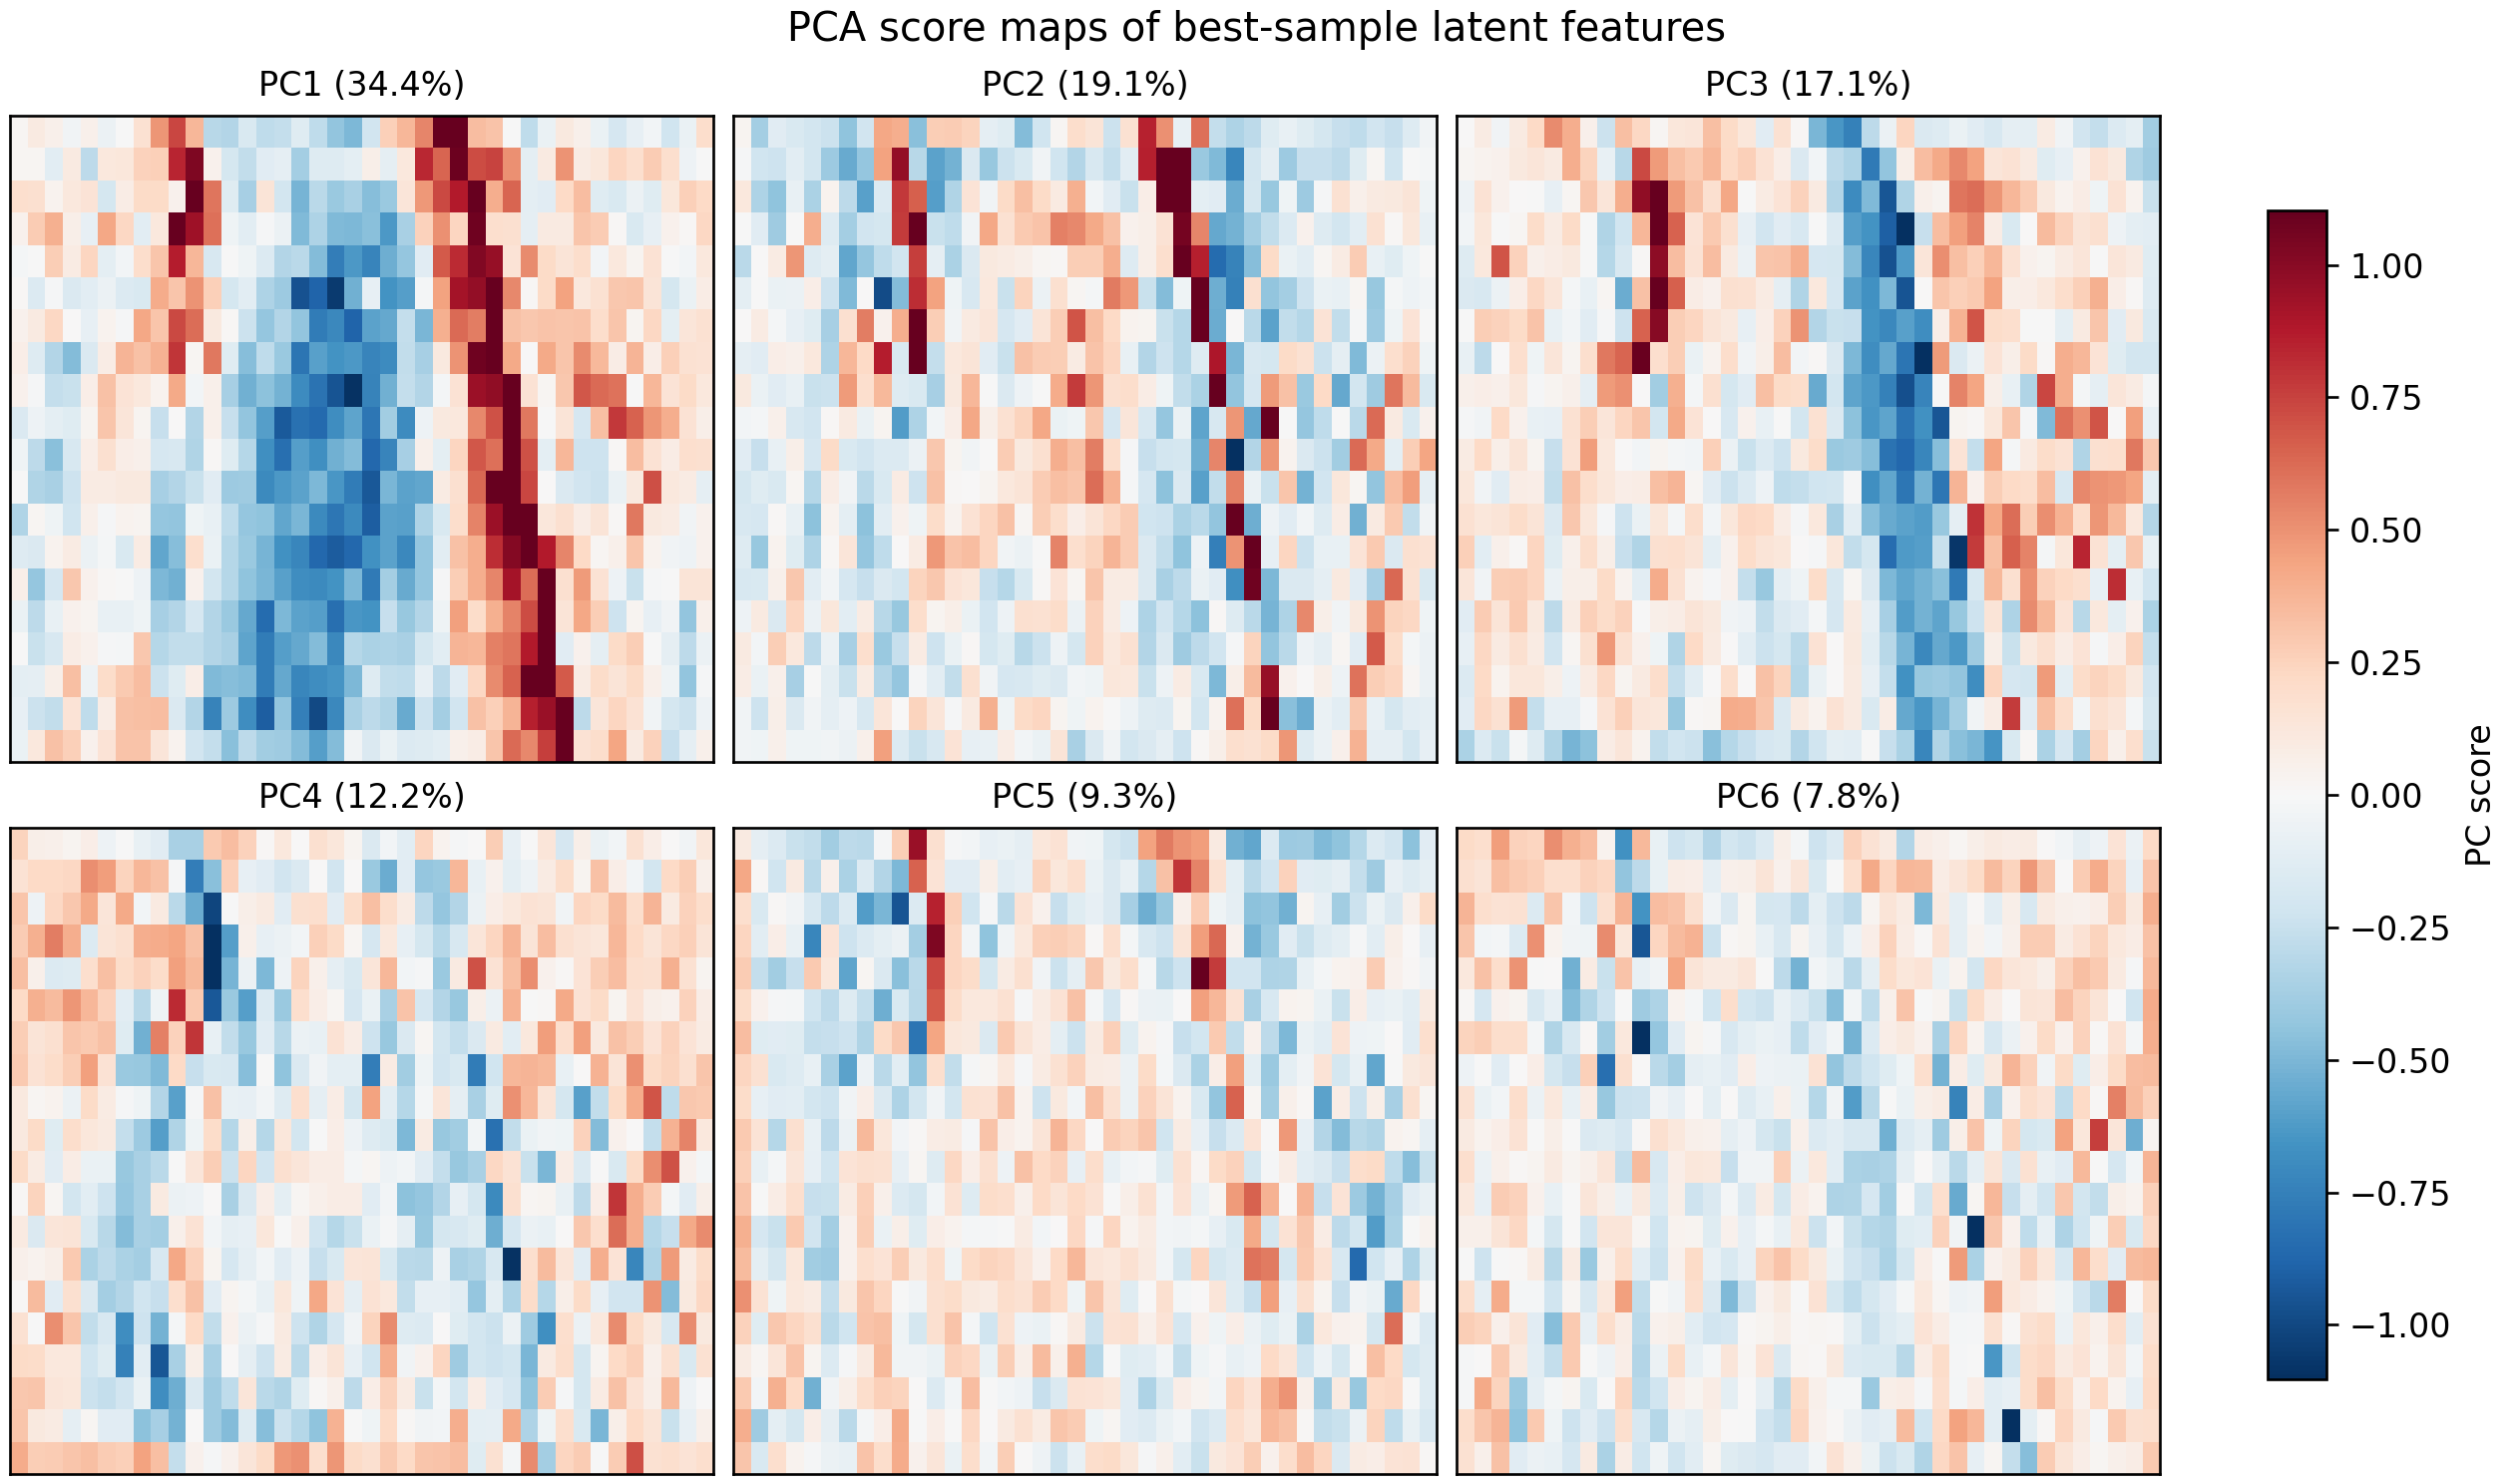 PCA score maps of best-sample latent features
PC1 (34.4%)
PC2 (19.1%)
PC3 (17.1%)
PC4 (12.2%)
PC5 (9.3%)
PC6 (7.8%)
1.00
0.75
0.50
0.25
0.00
−0.25
−0.50
−0.75
−1.00
PC score